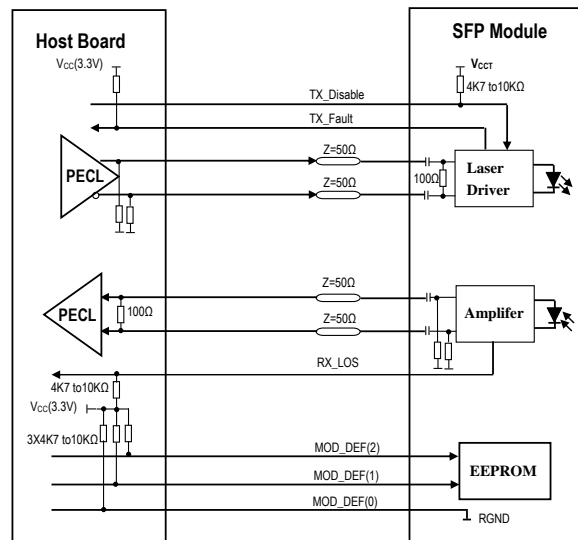 Host Board
SFP Module
VCC(3.3V)
VCCT
4K7 to10KΩ
TX_Disable
TX_Fault
PECL
Z=50Ω
Z=50Ω
100Ω
Laser
Driver
Z=50Ω
PECL
100Ω
Z=50Ω
Amplifer
RX_LOS
4K7 to10KΩ
VCC(3.3V)
3X4K7 to10KΩ
MOD_DEF(2)
MOD_DEF(1)
EEPROM
MOD_DEF(0)
RGND